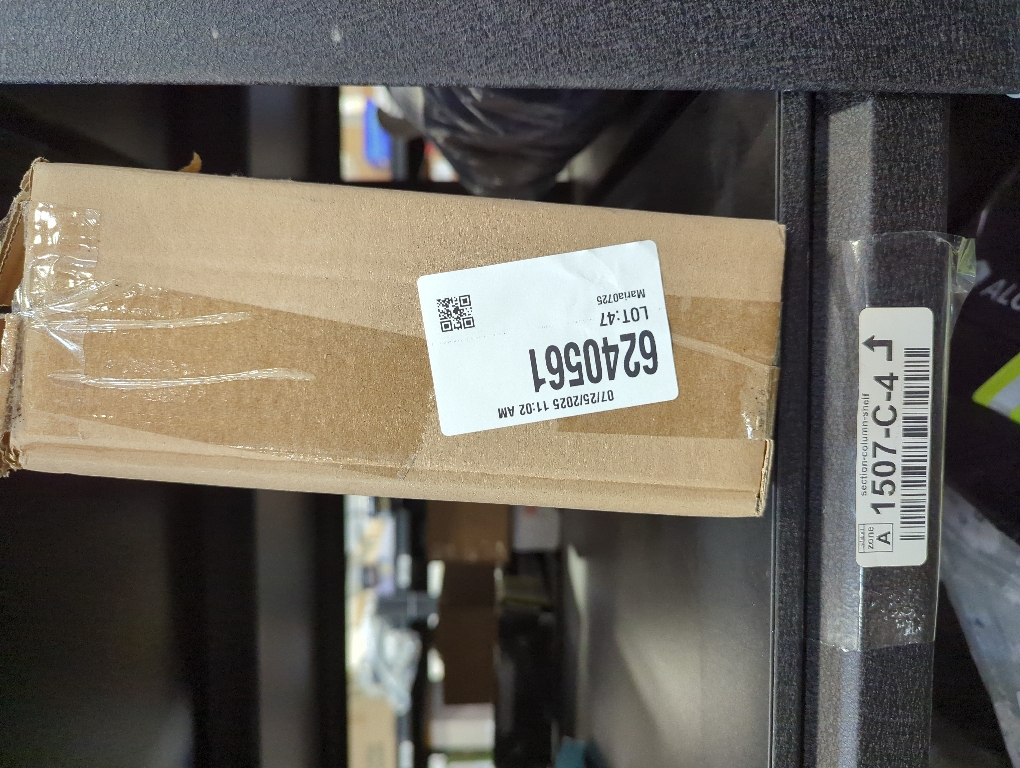 07/25/2025 11:02 AM
6240561
LOT:47
Maria0725
section-column-shelf
zone
A
1507-C-4